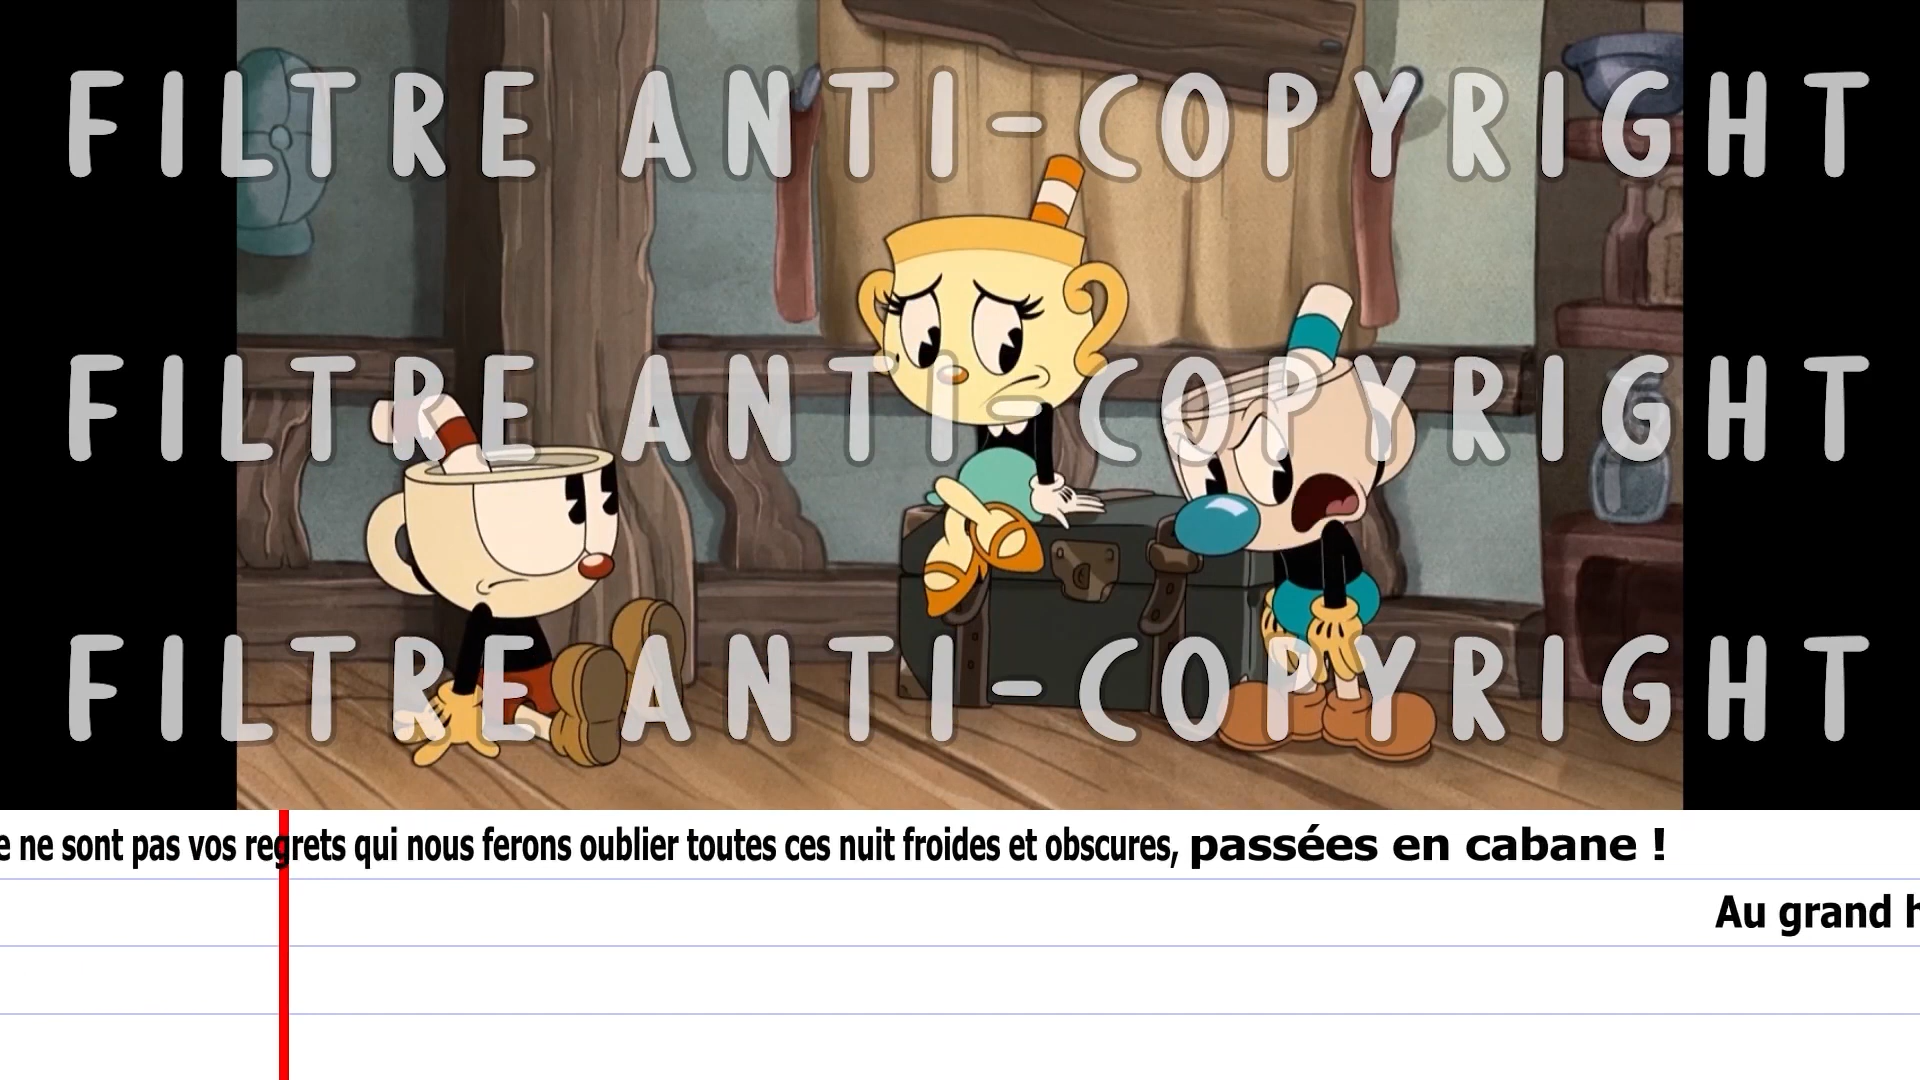 FILTRE ANTI-COPYRIGHT
FILTRE ANTI-COPYRIGHT
FILTRE ANTI-COPYRIGHT
e ne sont pas vos regrets qui nous ferons oublier toutes ces nuit froides et obscures, passées en cabane !
Au grand h